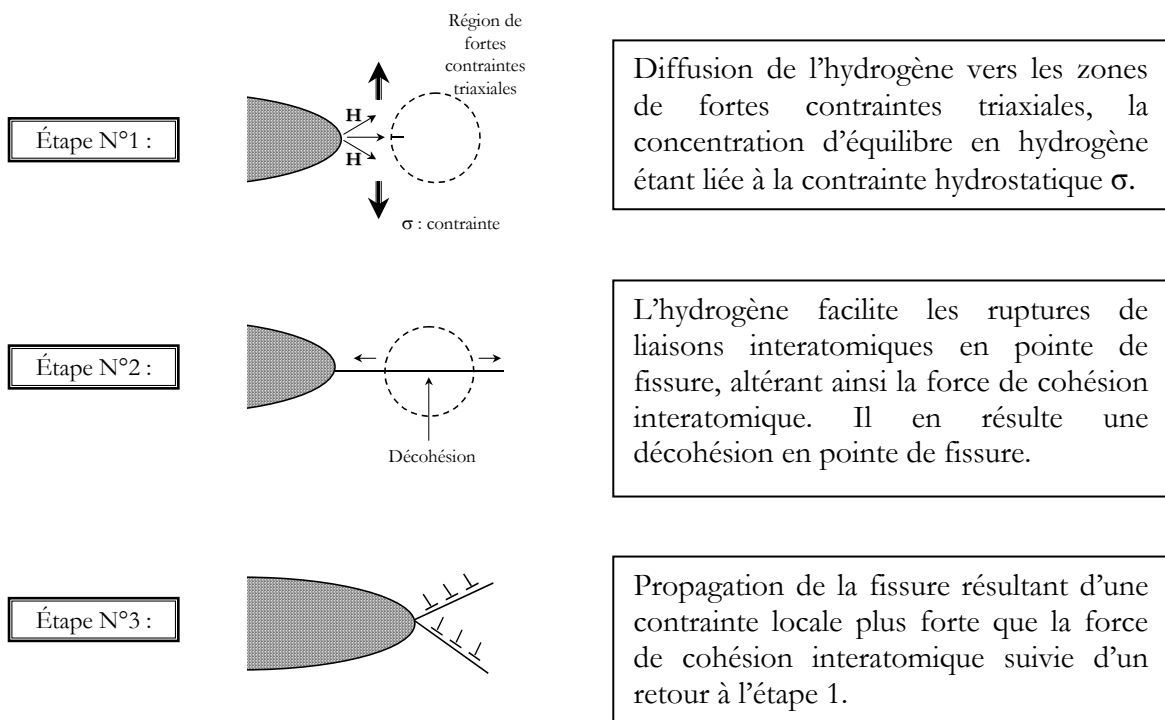 Étape N°1 :
Région de
fortes
contraintes
triaxiales
H
H
σ : contrainte
Diffusion de l’hydrogène vers les zones
de fortes contraintes triaxiales, la
concentration d’équilibre en hydrogène
étant liée à la contrainte hydrostatique σ.
Étape N°2 :
Décohésion
L’hydrogène facilite les ruptures de
liaisons interatomiques en pointe de
fissure, altérant ainsi la force de cohésion
interatomique. Il en résulte une
décohésion en pointe de fissure.
Étape N°3 :
Propagation de la fissure résultant d’une
contrainte locale plus forte que la force
de cohésion interatomique suivie d’un
retour à l’étape 1.